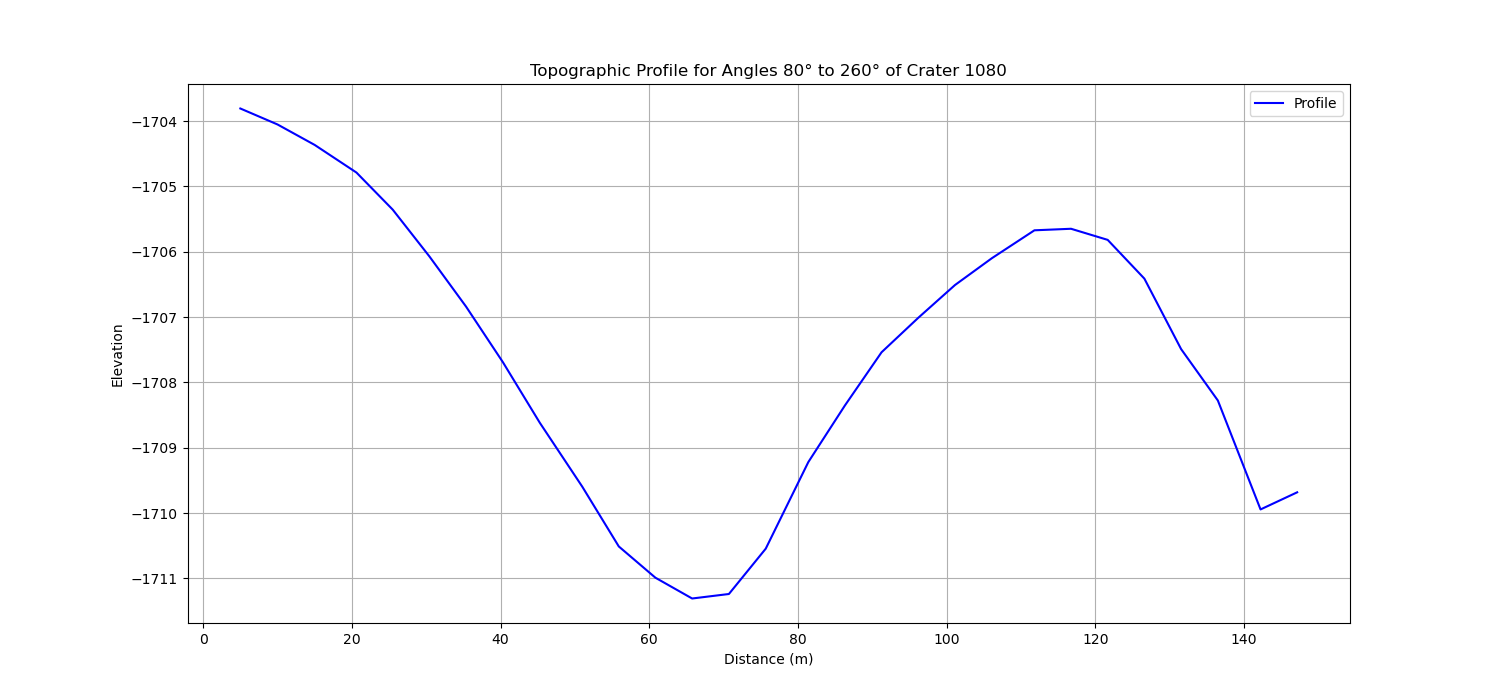 Topographic Profile for Angles 80° to 260° of Crater 1080
Profile
−1704
−1705
−1706
−1707
−1708
−1709
−1710
−1711
Elevation
0 20 40 60 80 100 120 140
Distance (m)